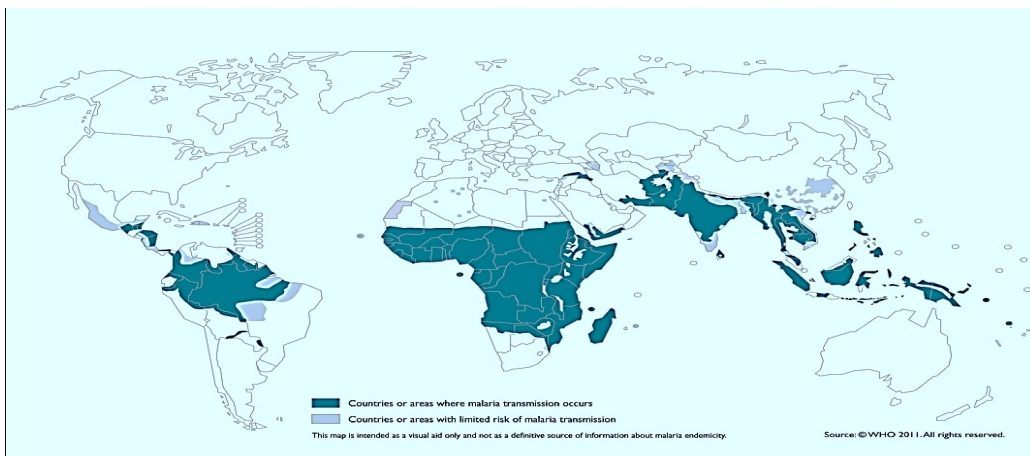 Countries or areas where malaria transmission occurs
Countries or areas with limited risk of malaria transmission
This map is intended as a visual aid only and not as a definitive source of information about malaria endemicity.
Source: © WHO 2011. All rights reserved.